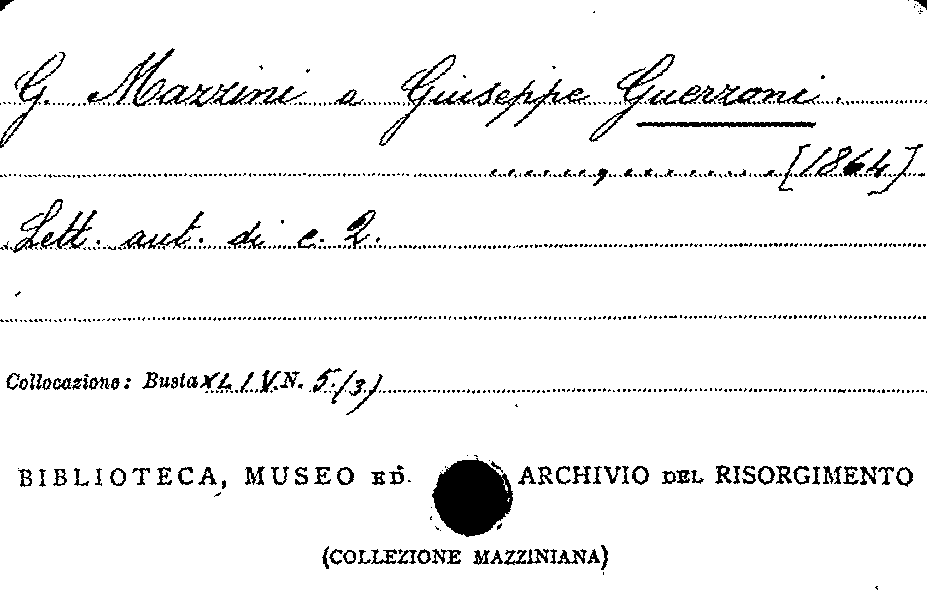 G. Mazzini a Giuseppe Guerzoni.
........,........ [1864]
Lett. aut. di c. 2.
Collocazione: Busta XLIV. N. 5.(3)
BIBLIOTECA, MUSEO ED ARCHIVIO DEL RISORGIMENTO
(COLLEZIONE MAZZINIANA)